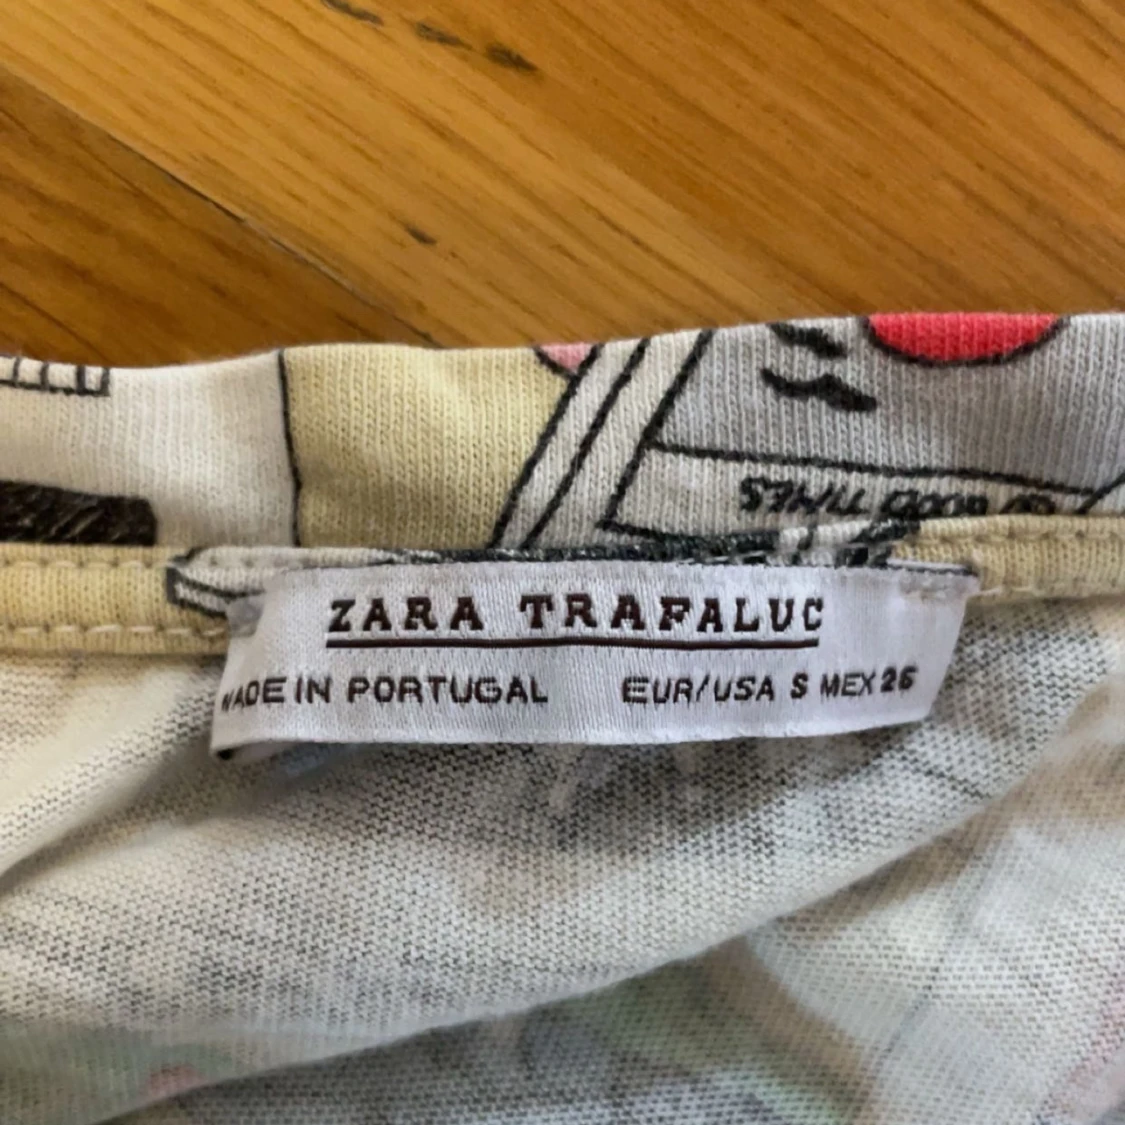 ZARA TRAFALUC
MADE IN PORTUGAL EUR/USA S MEX 26